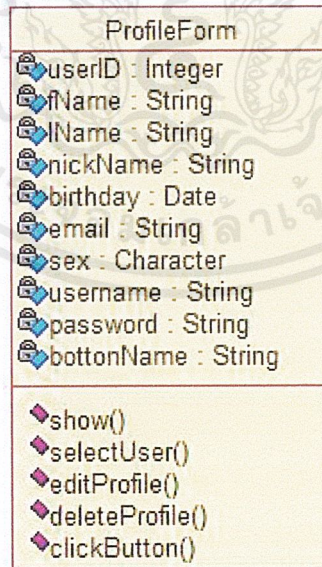 ProfileForm
userID : Integer
fName : String
lName : String
nickName : String
birthday : Date
email : String
sex : Character
username : String
password : String
bottonName : String
show()
selectUser()
editProfile()
deleteProfile()
clickButton()